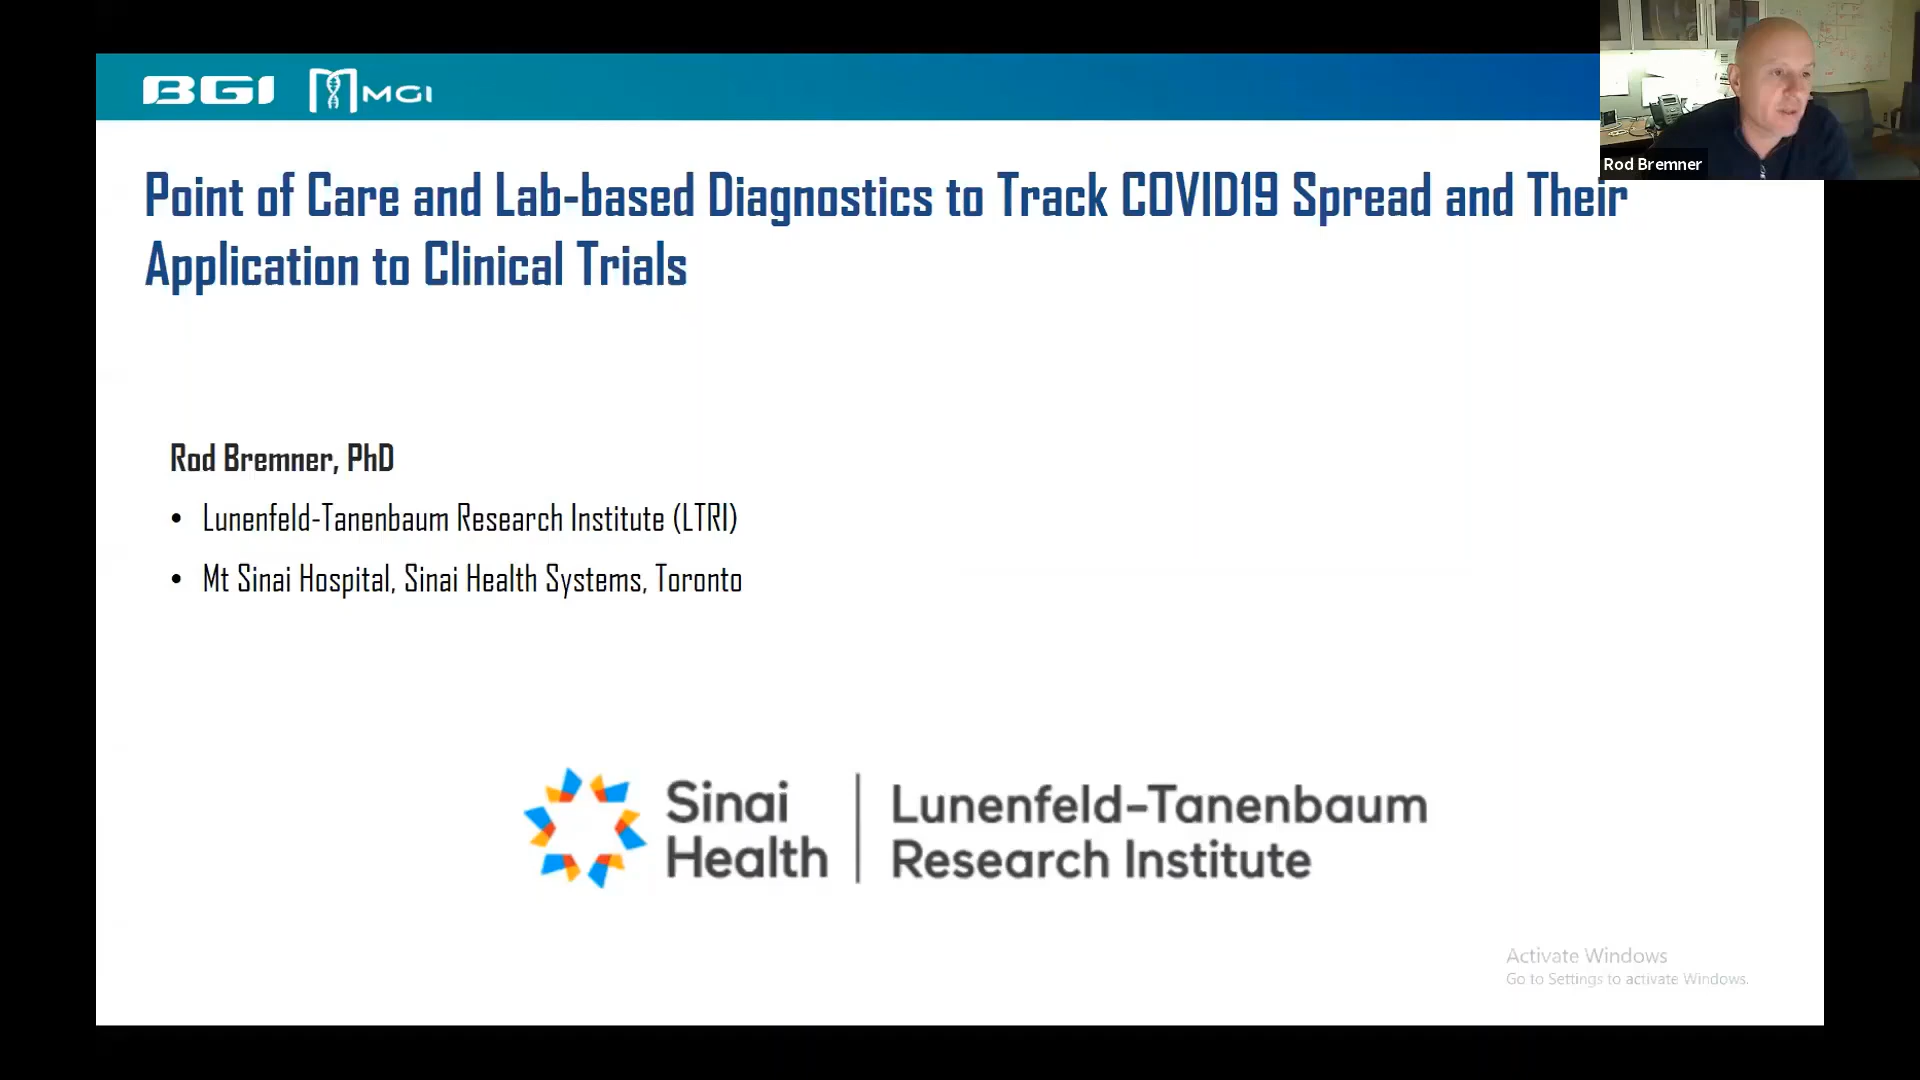 BGI MGI
Rod Bremner
Point of Care and Lab-based Diagnostics to Track COVID19 Spread and Their
Application to Clinical Trials
Rod Bremner, PhD
• Lunenfeld-Tanenbaum Research Institute (LTRI)
• Mt Sinai Hospital, Sinai Health Systems, Toronto
Sinai
Health
Lunenfeld-Tanenbaum
Research Institute
Activate Windows
Go to Settings to activate Windows.